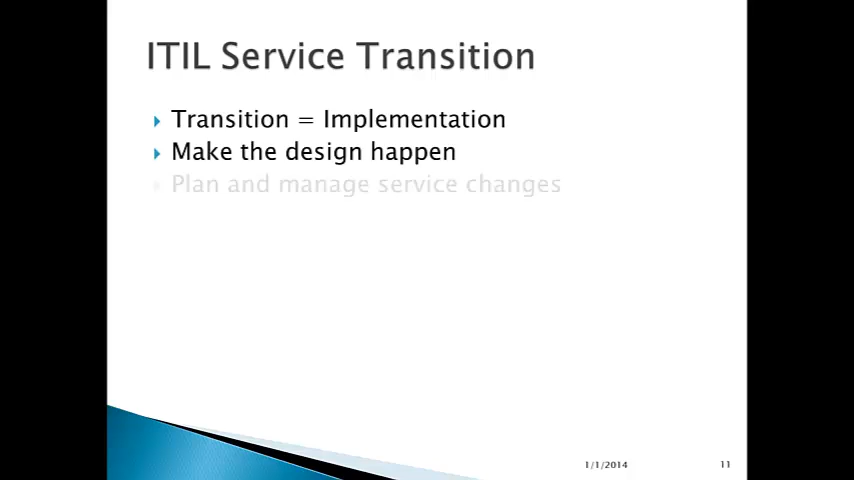 ITIL Service Transition
Transition = Implementation
Make the design happen
Plan and manage service changes
1/1/2014
11